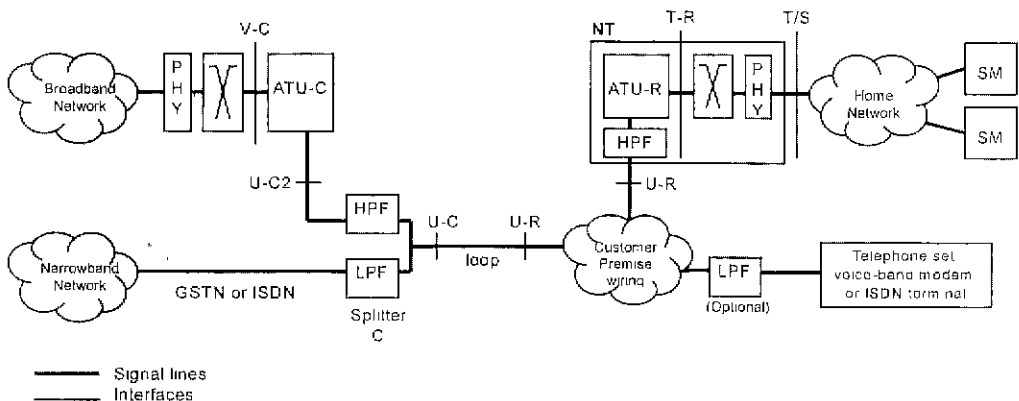 V-C
NT
T-R
T/S
Broadband
Network
P
H
Y
ATU-C
ATU-R
P
H
Y
Home
Network
SM
SM
HPF
U-C2
U-R
HPF
U-C
U-R
loop
Customer
Premise
wiring
Narrowband
Network
GSTN or ISDN
LPF
Splitter
C
LPF
(Optional)
Telephone set
voice-band modem
or ISDN terminal
Signal lines
Interfaces